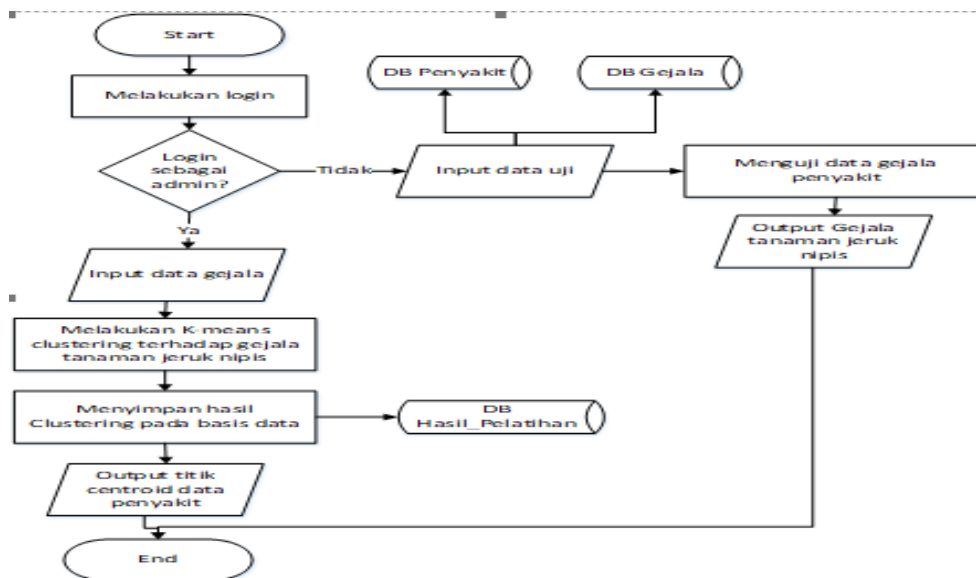 Start
Melakukan login
Login
sebagai
admin?
Tidak
Input data uji
DB Penyakit
DB Gejala
Menguji data gejala
penyakit
Output Gejala
tanaman jeruk
nipis
Ya
Input data gejala
Melakukan K-means
clustering terhadap gejala
tanaman jeruk nipis
Menyimpan hasil
Clustering pada basis data
DB
Hasil_Pelatihan
Output titik
centroid data
penyakit
End